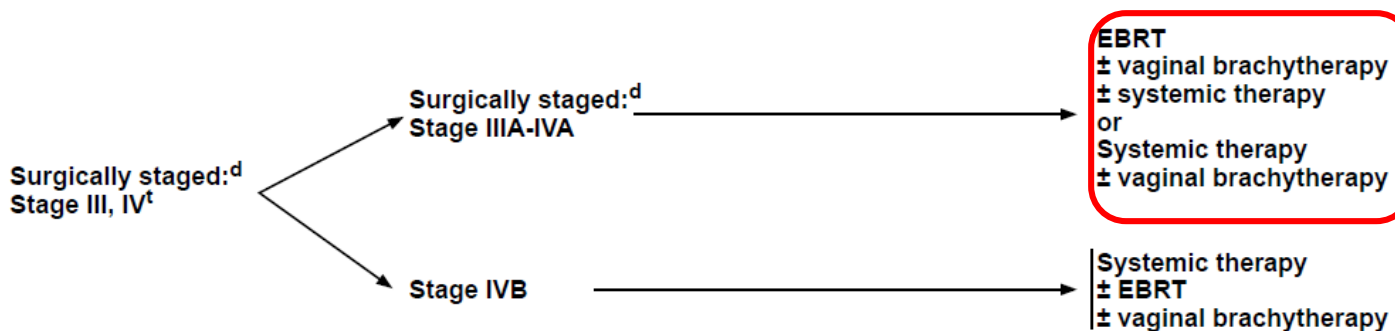 Surgically staged:d
Stage III, IVt
Surgically staged:d
Stage IIIA-IVA
EBRT
± vaginal brachytherapy
± systemic therapy
or
Systemic therapy
± vaginal brachytherapy
Stage IVB
Systemic therapy
± EBRT
± vaginal brachytherapy